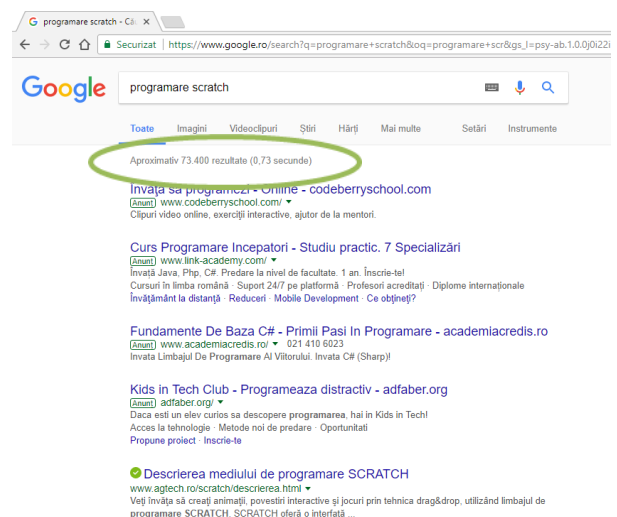 programare scratch - Că
Securizat | https://www.google.ro/search?q=programare+scratch&oq=programare+scr&gs_l=psy-ab.1.0.0j0i22i
Google
programare scratch
Toate Imagini Videoclipuri Știri Hărți Mai multe Setări Instrumente
Aproximativ 73.400 rezultate (0,73 secunde)
Învață să programezi - Online - codeberryschool.com
Anunț www.codeberryschool.com/
Clipuri video online, exerciții interactive, ajutor de la mentori.
Curs Programare Incepatori - Studiu practic. 7 Specializări
Anunț www.link-academy.com/
Învață Java, Php, C#. Predare la nivel de facultate. 1 an. Înscrie-te!
Cursuri în limba română · Suport 24/7 pe platformă · Profesori acreditați · Diplome internaționale
Învățământ la distanță · Reduceri · Mobile Development · Ce obțineți?
Fundamente De Baza C# - Primii Pasi In Programare - academiacredis.ro
Anunț www.academiacredis.ro/ 021 410 6023
Invata Limbajul De Programare Al Viitorului. Invata C# (Sharp)!
Kids in Tech Club - Programeaza distractiv - adfaber.org
Anunț adfaber.org/
Daca esti un elev curios sa descopere programarea, hai in Kids in Tech!
Acces la tehnologie · Metode noi de predare · Oportunitati
Propune proiect · Inscrie-te
Descrierea mediului de programare SCRATCH
www.agtech.ro/scratch/descrierea.html
Veți învăța să creați animații, povestiri interactive și jocuri prin tehnica drag&drop, utilizând limbajul de
programare SCRATCH. SCRATCH oferă o interfață ...